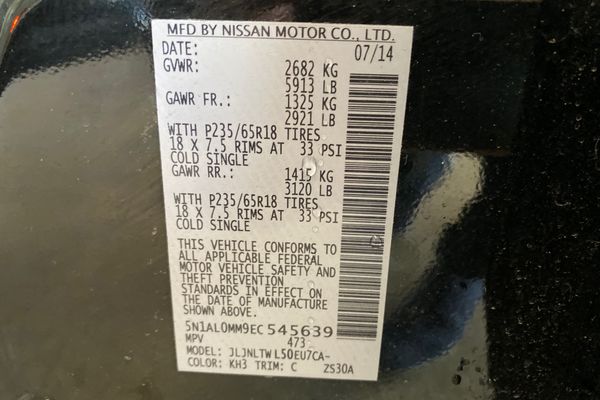 MFD BY NISSAN MOTOR CO., LTD.
DATE: 07/14
GVWR: 2682 KG
5913 LB
GAWR FR.: 1325 KG
2921 LB
WITH P235/65R18 TIRES
18 X 7.5 RIMS AT 33 PSI
COLD SINGLE
GAWR RR.: 1415 KG
3120 LB
WITH P235/65R18 TIRES
18 X 7.5 RIMS AT 33 PSI
COLD SINGLE
THIS VEHICLE CONFORMS TO
ALL APPLICABLE FEDERAL
MOTOR VEHICLE SAFETY AND
THEFT PREVENTION
STANDARDS IN EFFECT ON
THE DATE OF MANUFACTURE
SHOWN ABOVE.
5N1AL0MM9EC545639
MPV 473
MODEL: JLJNLTWL50EU7CA-
COLOR: KH3 TRIM: C ZS30A